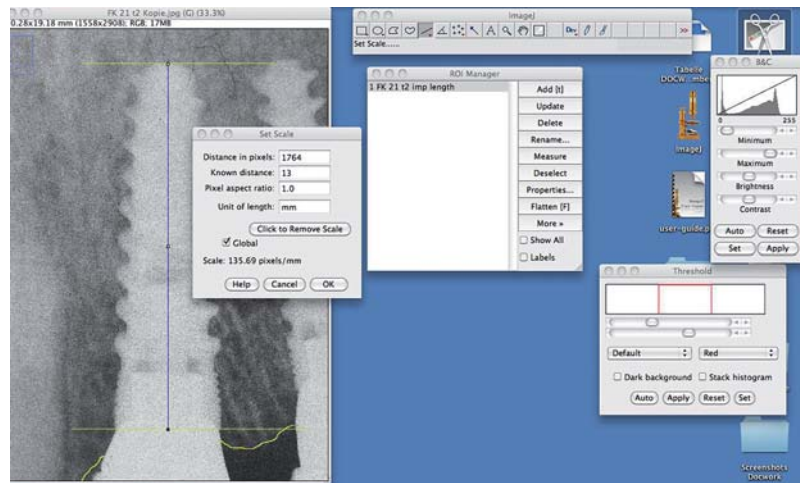 FK 21 t2 Kopie.jpg (G) (33.3%)
0.28x19.18 mm (1558x2908); RGB, 17MB
ImageJ
Dev.
>>
Set Scale......
Tabelle
ROI Manager
1 FK 21 t2 imp length
Add [t]
Update
Delete
Rename...
Measure
Deselect
Properties...
Flatten [F]
More »
Show All
Labels
Set Scale
Distance in pixels: 1764
Known distance: 13
Pixel aspect ratio: 1.0
Unit of length: mm
Click to Remove Scale
Global
Scale: 135.69 pixels/mm
Help Cancel OK
ImageJ
B&C
0 255
Minimum
Maximum
Brightness
Contrast
Auto Reset
Set Apply
Threshold
Default Red
Dark background Stack histogram
Auto Apply Reset Set
Screenshots
Docwork